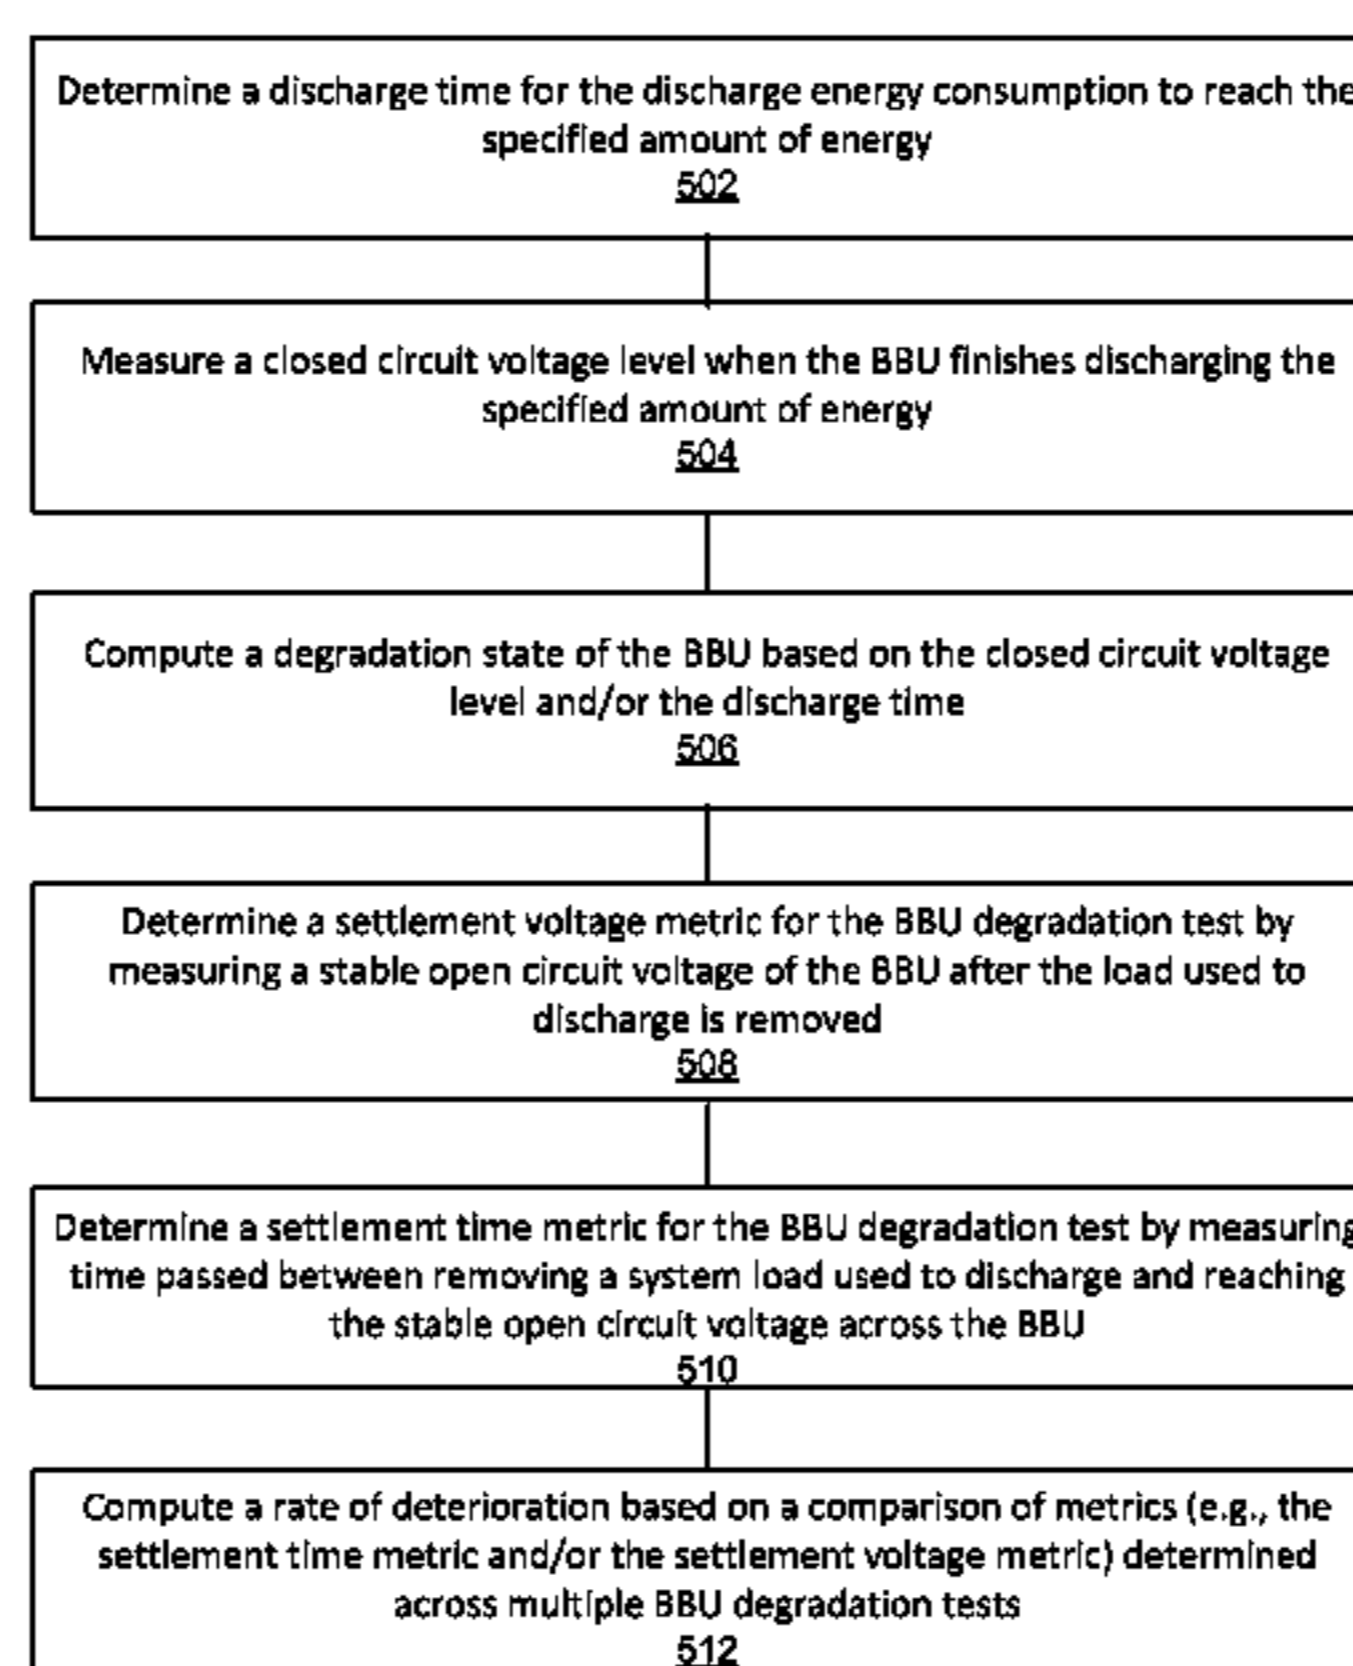 Determine a discharge time for the discharge energy consumption to reach the
specified amount of energy
502
Measure a closed circuit voltage level when the BBU finishes discharging the
specified amount of energy
504
Compute a degradation state of the BBU based on the closed circuit voltage
level and/or the discharge time
506
Determine a settlement voltage metric for the BBU degradation test by
measuring a stable open circuit voltage of the BBU after the load used to
discharge is removed
508
Determine a settlement time metric for the BBU degradation test by measuring
time passed between removing a system load used to discharge and reaching
the stable open circuit voltage across the BBU
510
Compute a rate of deterioration based on a comparison of metrics (e.g., the
settlement time metric and/or the settlement voltage metric) determined
across multiple BBU degradation tests
512